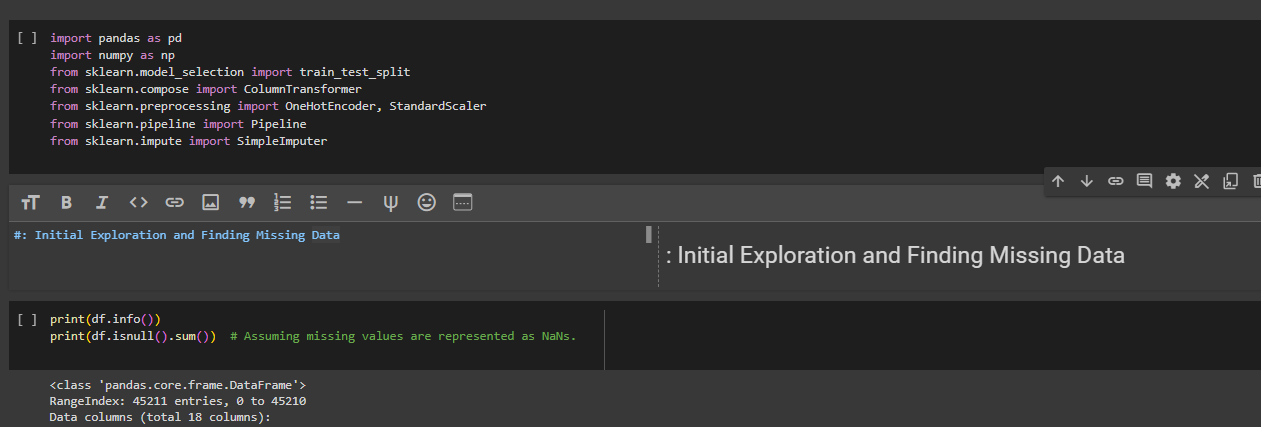 [ ] import pandas as pd
import numpy as np
from sklearn.model_selection import train_test_split
from sklearn.compose import ColumnTransformer
from sklearn.preprocessing import OneHotEncoder, StandardScaler
from sklearn.pipeline import Pipeline
from sklearn.impute import SimpleImputer
#: Initial Exploration and Finding Missing Data
: Initial Exploration and Finding Missing Data
[ ] print(df.info())
print(df.isnull().sum())  # Assuming missing values are represented as NaNs.
<class 'pandas.core.frame.DataFrame'>
RangeIndex: 45211 entries, 0 to 45210
Data columns (total 18 columns):